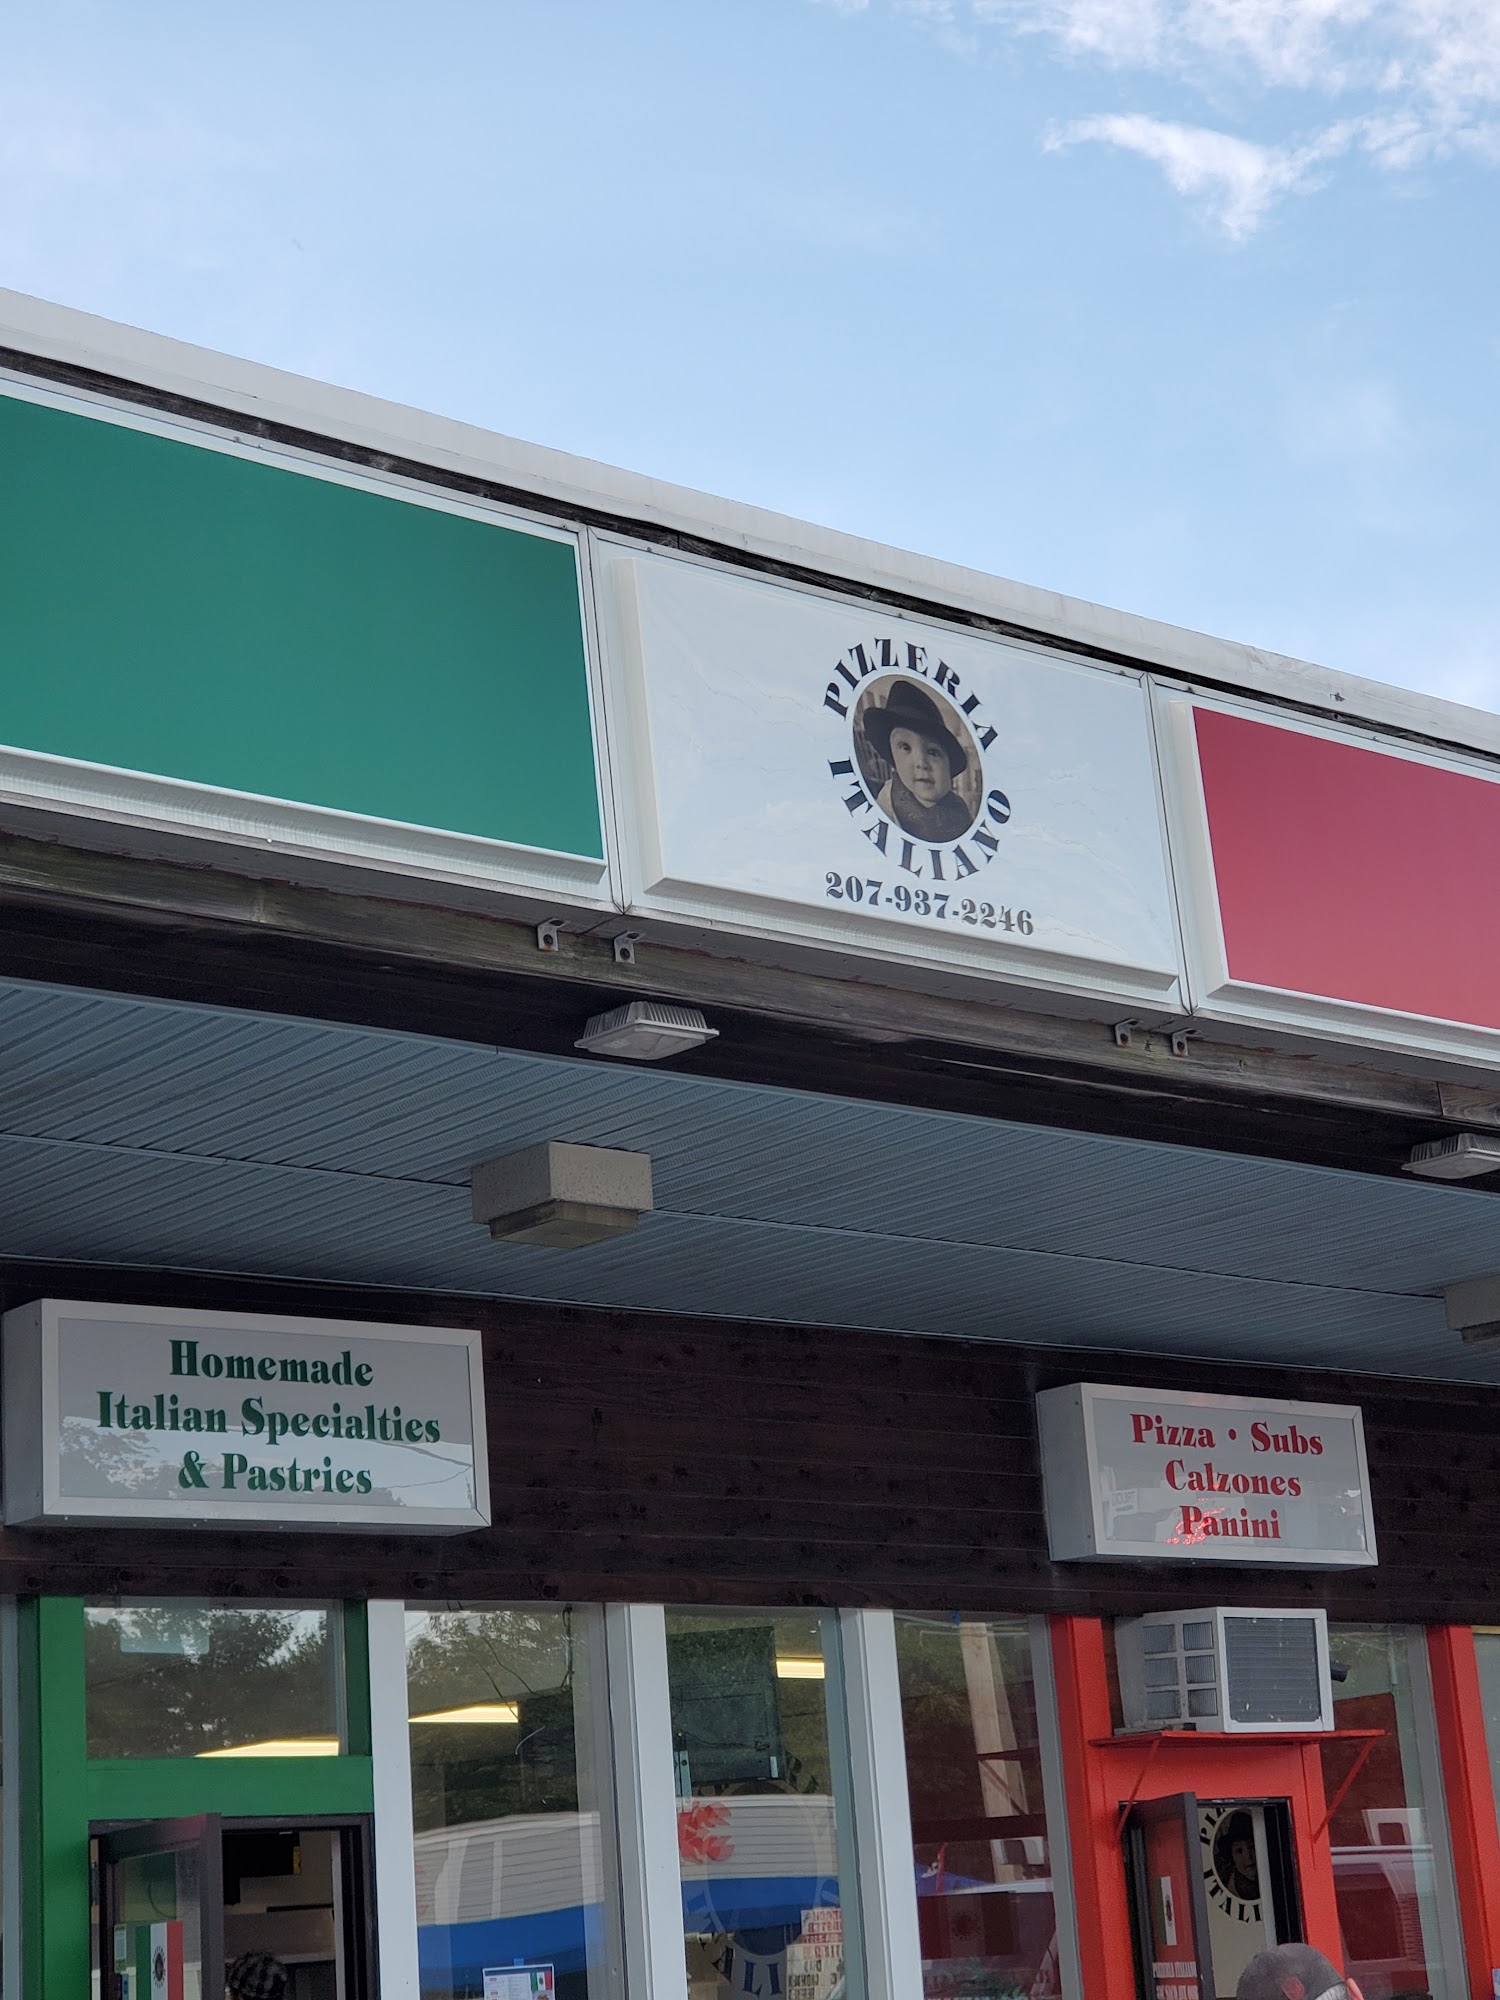 PIZZERIA
ITALIANO
207-937-2246
Homemade
Italian Specialties
& Pastries
Pizza • Subs
Calzones
Panini